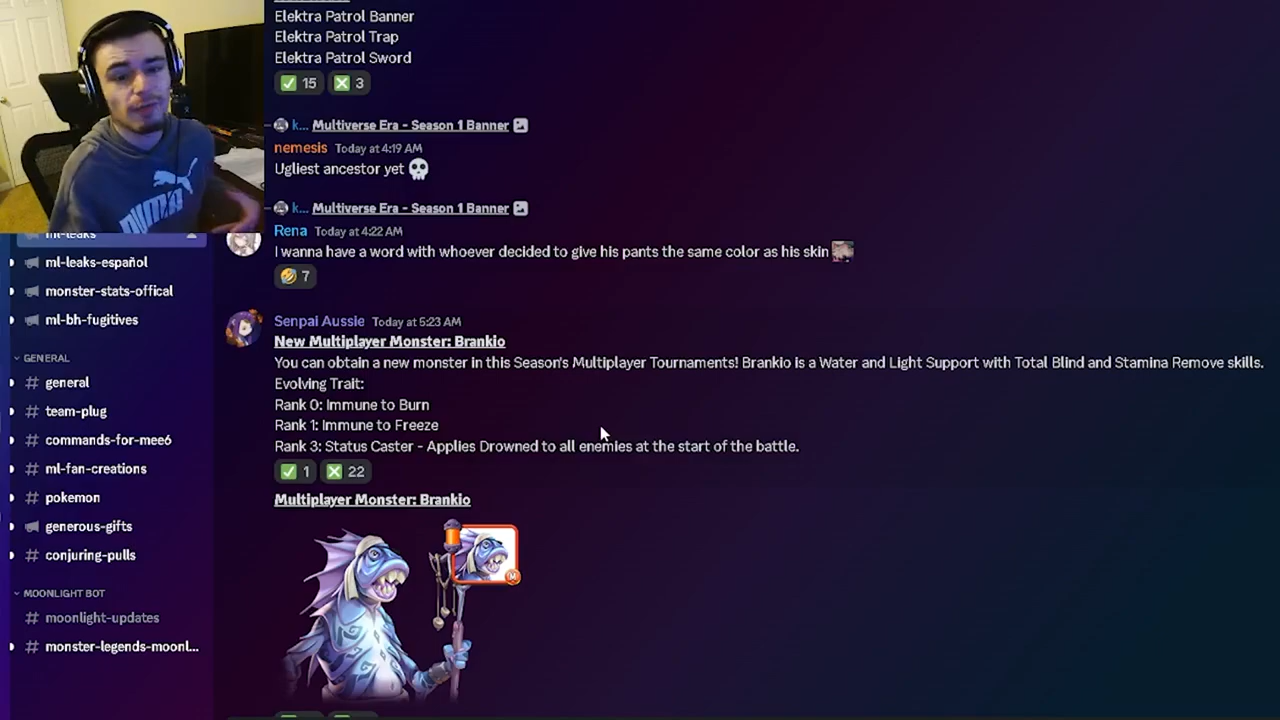 Elektra Patrol Banner
Elektra Patrol Trap
Elektra Patrol Sword
15 3
k... Multiverse Era - Season 1 Banner
nemesis Today at 4:19 AM
Ugliest ancestor yet
k... Multiverse Era - Season 1 Banner
Rena Today at 4:22 AM
I wanna have a word with whoever decided to give his pants the same color as his skin
7
Senpai Aussie Today at 5:23 AM
New Multiplayer Monster: Brankio
You can obtain a new monster in this Season's Multiplayer Tournaments! Brankio is a Water and Light Support with Total Blind and Stamina Remove skills.
Evolving Trait:
Rank 0: Immune to Burn
Rank 1: Immune to Freeze
Rank 3: Status Caster - Applies Drowned to all enemies at the start of the battle.
1 22
Multiplayer Monster: Brankio
M
PUMA
ml-leaks
ml-leaks-español
monster-stats-offical
ml-bh-fugitives
GENERAL
general
team-plug
commands-for-mee6
ml-fan-creations
pokemon
generous-gifts
conjuring-pulls
MOONLIGHT BOT
moonlight-updates
monster-legends-moonl...